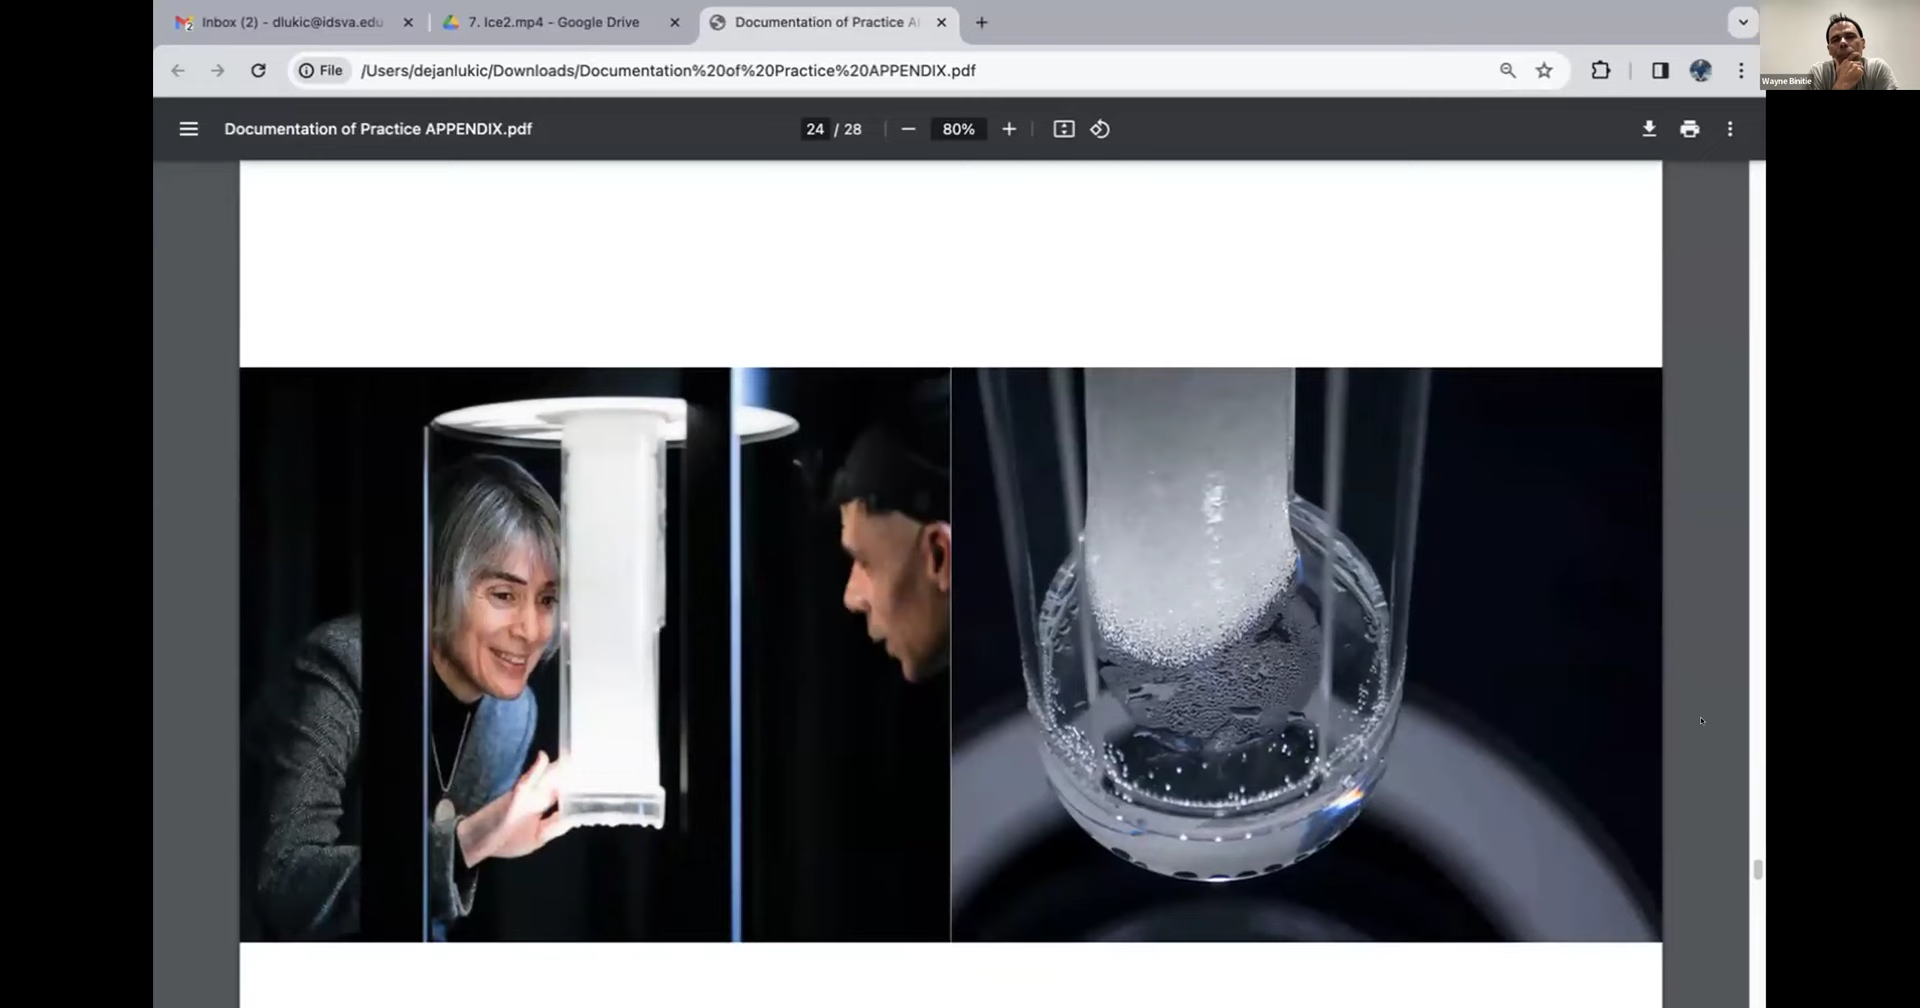 Inbox (2) - dlukic@idsva.edu
7. Ice2.mp4 - Google Drive
Documentation of Practice A
File
/Users/dejanlukic/Downloads/Documentation%20of%20Practice%20APPENDIX.pdf
Documentation of Practice APPENDIX.pdf
24 / 28
80%
Wayne Binitie